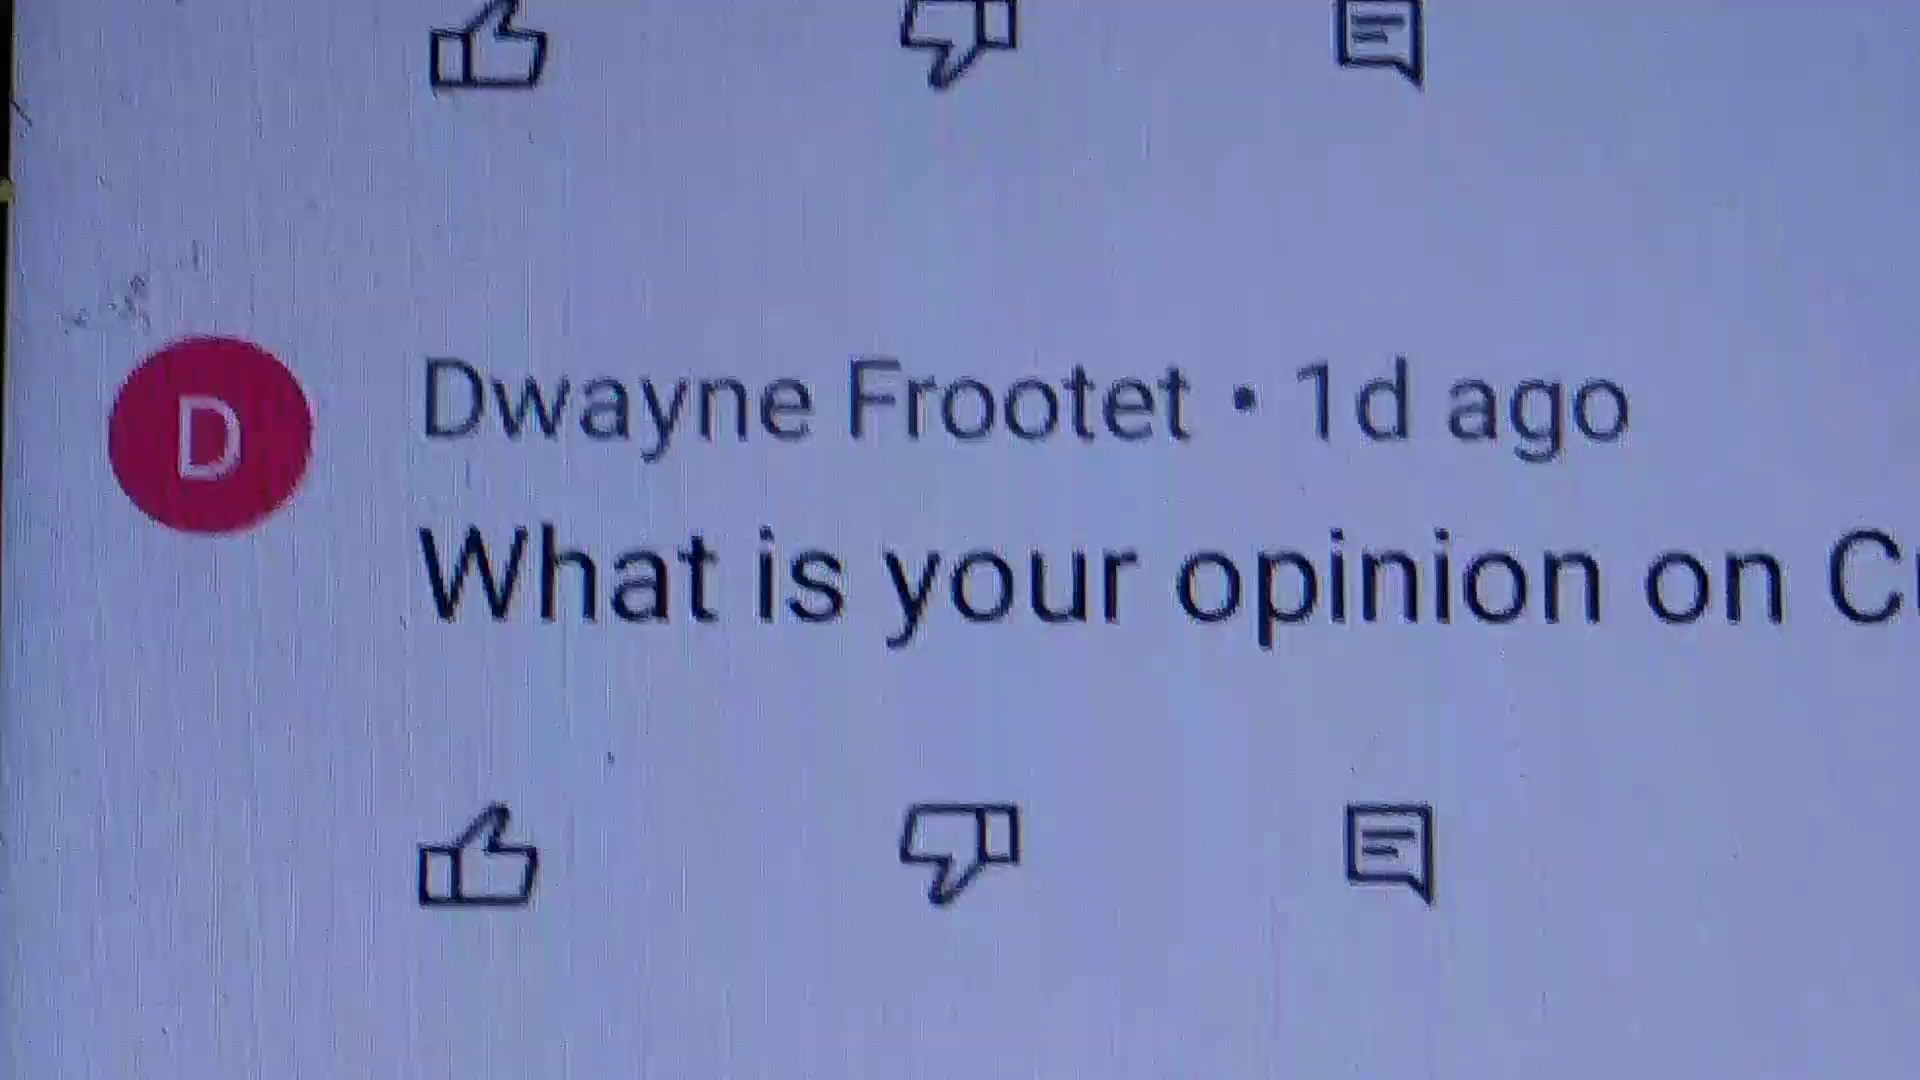 D
Dwayne Frootet • 1d ago
What is your opinion on